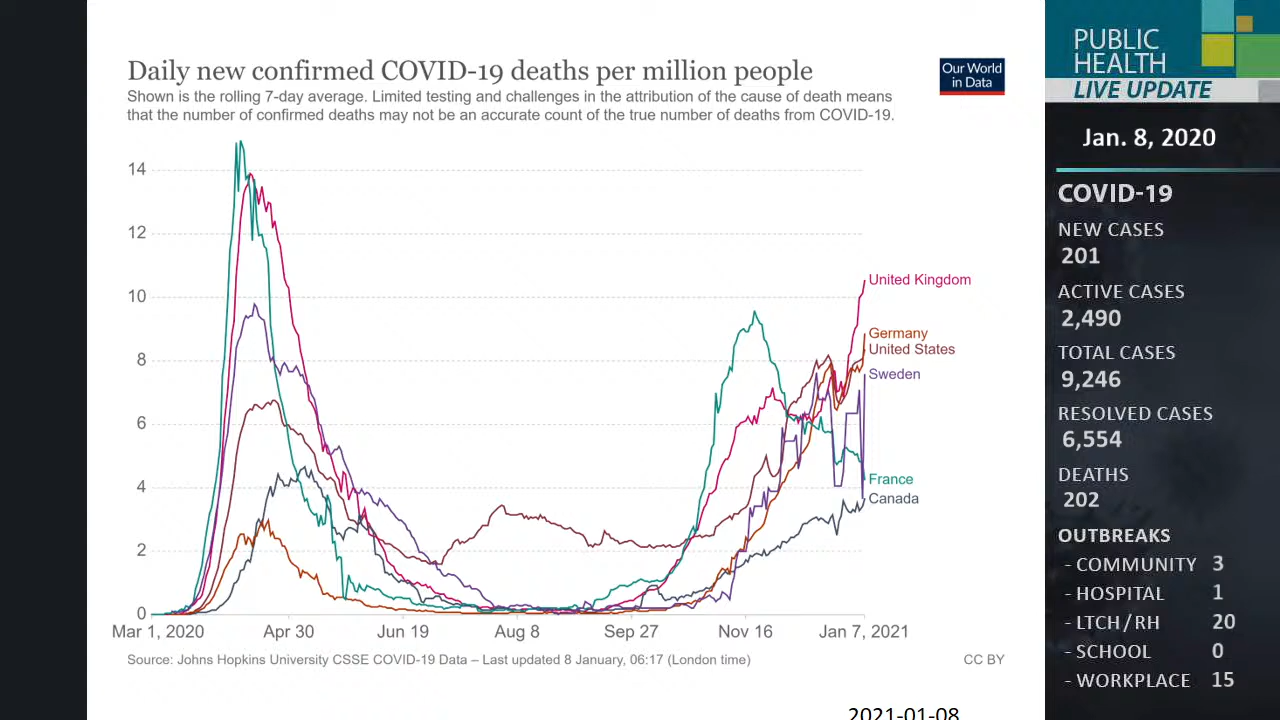 Daily new confirmed COVID-19 deaths per million people
Shown is the rolling 7-day average. Limited testing and challenges in the attribution of the cause of death means
that the number of confirmed deaths may not be an accurate count of the true number of deaths from COVID-19.
Our World
in Data
14
12
10
8
6
4
2
0
United Kingdom
Germany
United States
Sweden
France
Canada
Mar 1, 2020
Apr 30
Jun 19
Aug 8
Sep 27
Nov 16
Jan 7, 2021
Source: Johns Hopkins University CSSE COVID-19 Data – Last updated 8 January, 06:17 (London time)
CC BY
2021-01-08
PUBLIC
HEALTH
LIVE UPDATE
Jan. 8, 2020
COVID-19
NEW CASES
201
ACTIVE CASES
2,490
TOTAL CASES
9,246
RESOLVED CASES
6,554
DEATHS
202
OUTBREAKS
- COMMUNITY 3
- HOSPITAL 1
- LTCH/RH 20
- SCHOOL 0
- WORKPLACE 15